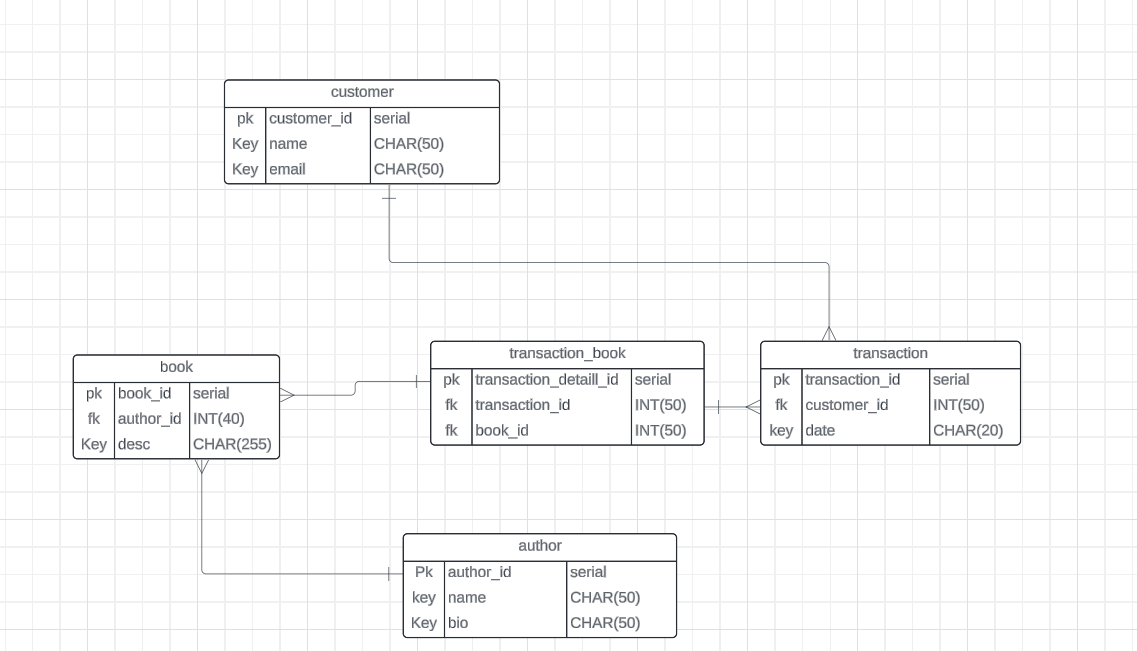 customer
pk customer_id serial
Key name CHAR(50)
Key email CHAR(50)
book
pk book_id serial
fk author_id INT(40)
Key desc CHAR(255)
transaction_book
pk transaction_detaill_id serial
fk transaction_id INT(50)
fk book_id INT(50)
transaction
pk transaction_id serial
fk customer_id INT(50)
key date CHAR(20)
author
Pk author_id serial
key name CHAR(50)
Key bio CHAR(50)